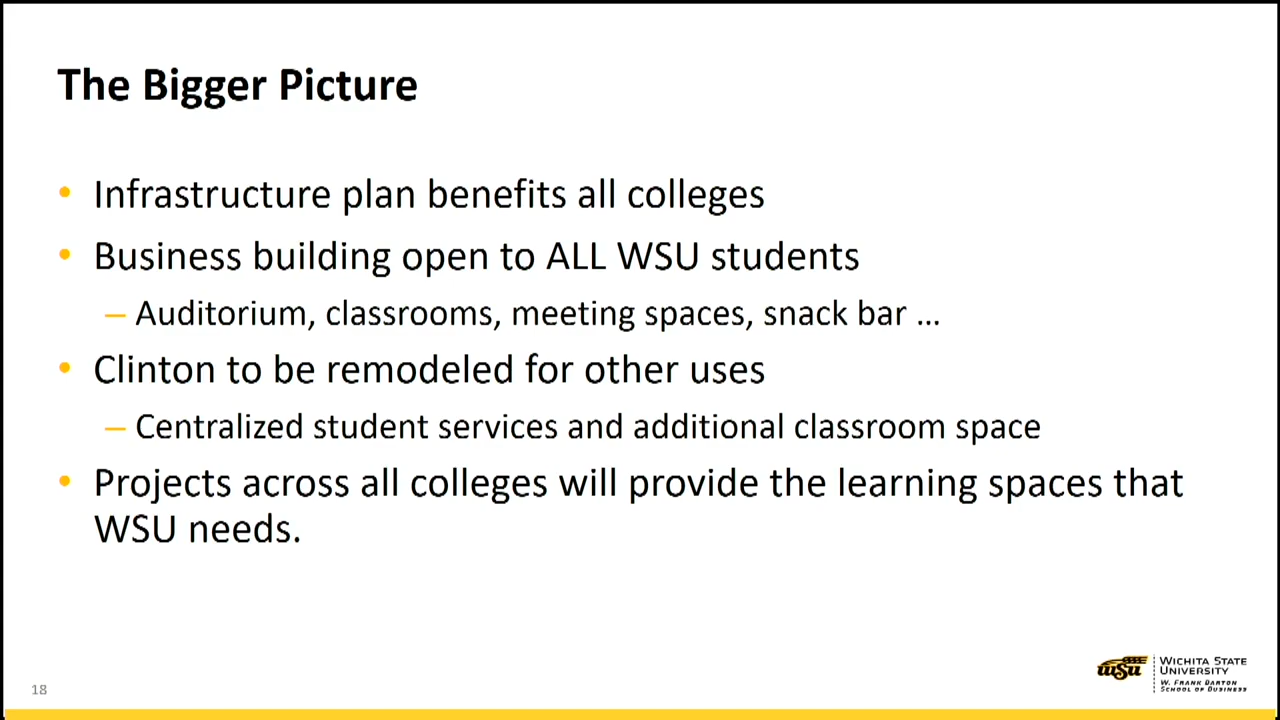 The Bigger Picture
• Infrastructure plan benefits all colleges
• Business building open to ALL WSU students
– Auditorium, classrooms, meeting spaces, snack bar ...
• Clinton to be remodeled for other uses
– Centralized student services and additional classroom space
• Projects across all colleges will provide the learning spaces that
WSU needs.
18
WSU
WICHITA STATE
UNIVERSITY
W. FRANK BARTON
SCHOOL OF BUSINESS